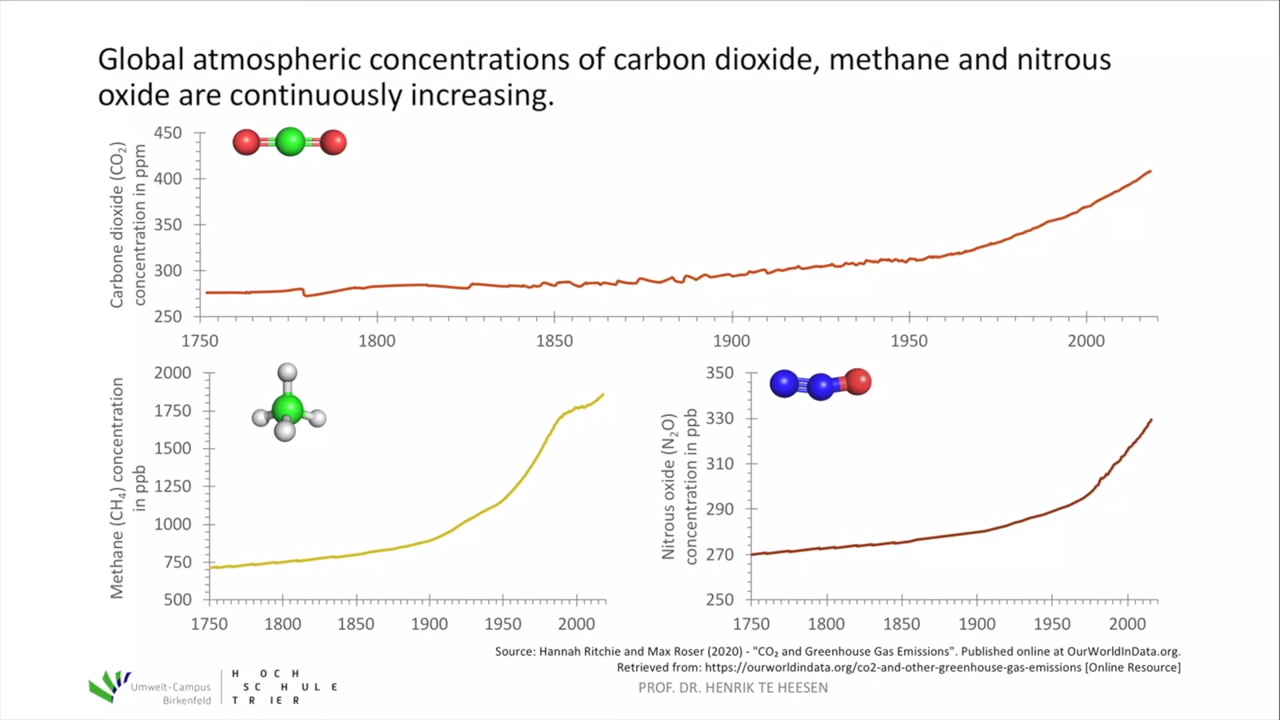 Global atmospheric concentrations of carbon dioxide, methane and nitrous
oxide are continuously increasing.
Carbone dioxide (CO₂)
concentration in ppm
450
400
350
300
250
1750
1800
1850
1900
1950
2000
Methane (CH₄) concentration
in ppb
2000
1750
1500
1250
1000
750
500
1750
1800
1850
1900
1950
2000
Nitrous oxide (N₂O)
concentration in ppb
350
330
310
290
270
250
1750
1800
1850
1900
1950
2000
Source: Hannah Ritchie and Max Roser (2020) - "CO₂ and Greenhouse Gas Emissions". Published online at OurWorldInData.org.
Retrieved from: https://ourworldindata.org/co2-and-other-greenhouse-gas-emissions [Online Resource]
Umwelt-Campus
Birkenfeld
HOCH
SCHULE
TRIER
PROF. DR. HENRIK TE HEESEN